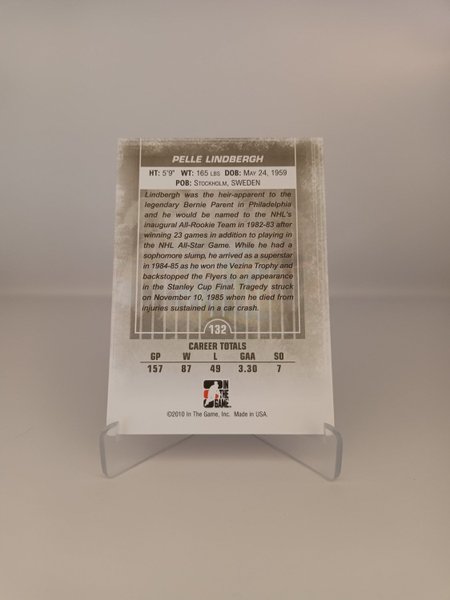 PELLE LINDBERGH
HT: 5'9" WT: 165 LBS DOB: MAY 24, 1959
POB: STOCKHOLM, SWEDEN
Lindbergh was the heir-apparent to the
legendary Bernie Parent in Philadelphia
and he would be named to the NHL's
inaugural All-Rookie Team in 1982-83 after
winning 23 games in addition to playing in
the NHL All-Star Game. While he had a
sophomore slump, he arrived as a superstar
in 1984-85 as he won the Vezina Trophy and
backstopped the Flyers to an appearance
in the Stanley Cup Final. Tragedy struck
on November 10, 1985 when he died from
injuries sustained in a car crash.
132
CAREER TOTALS
GP W L GAA SO
157 87 49 3.30 7
IN THE GAME
©2010 In The Game, Inc. Made in USA.